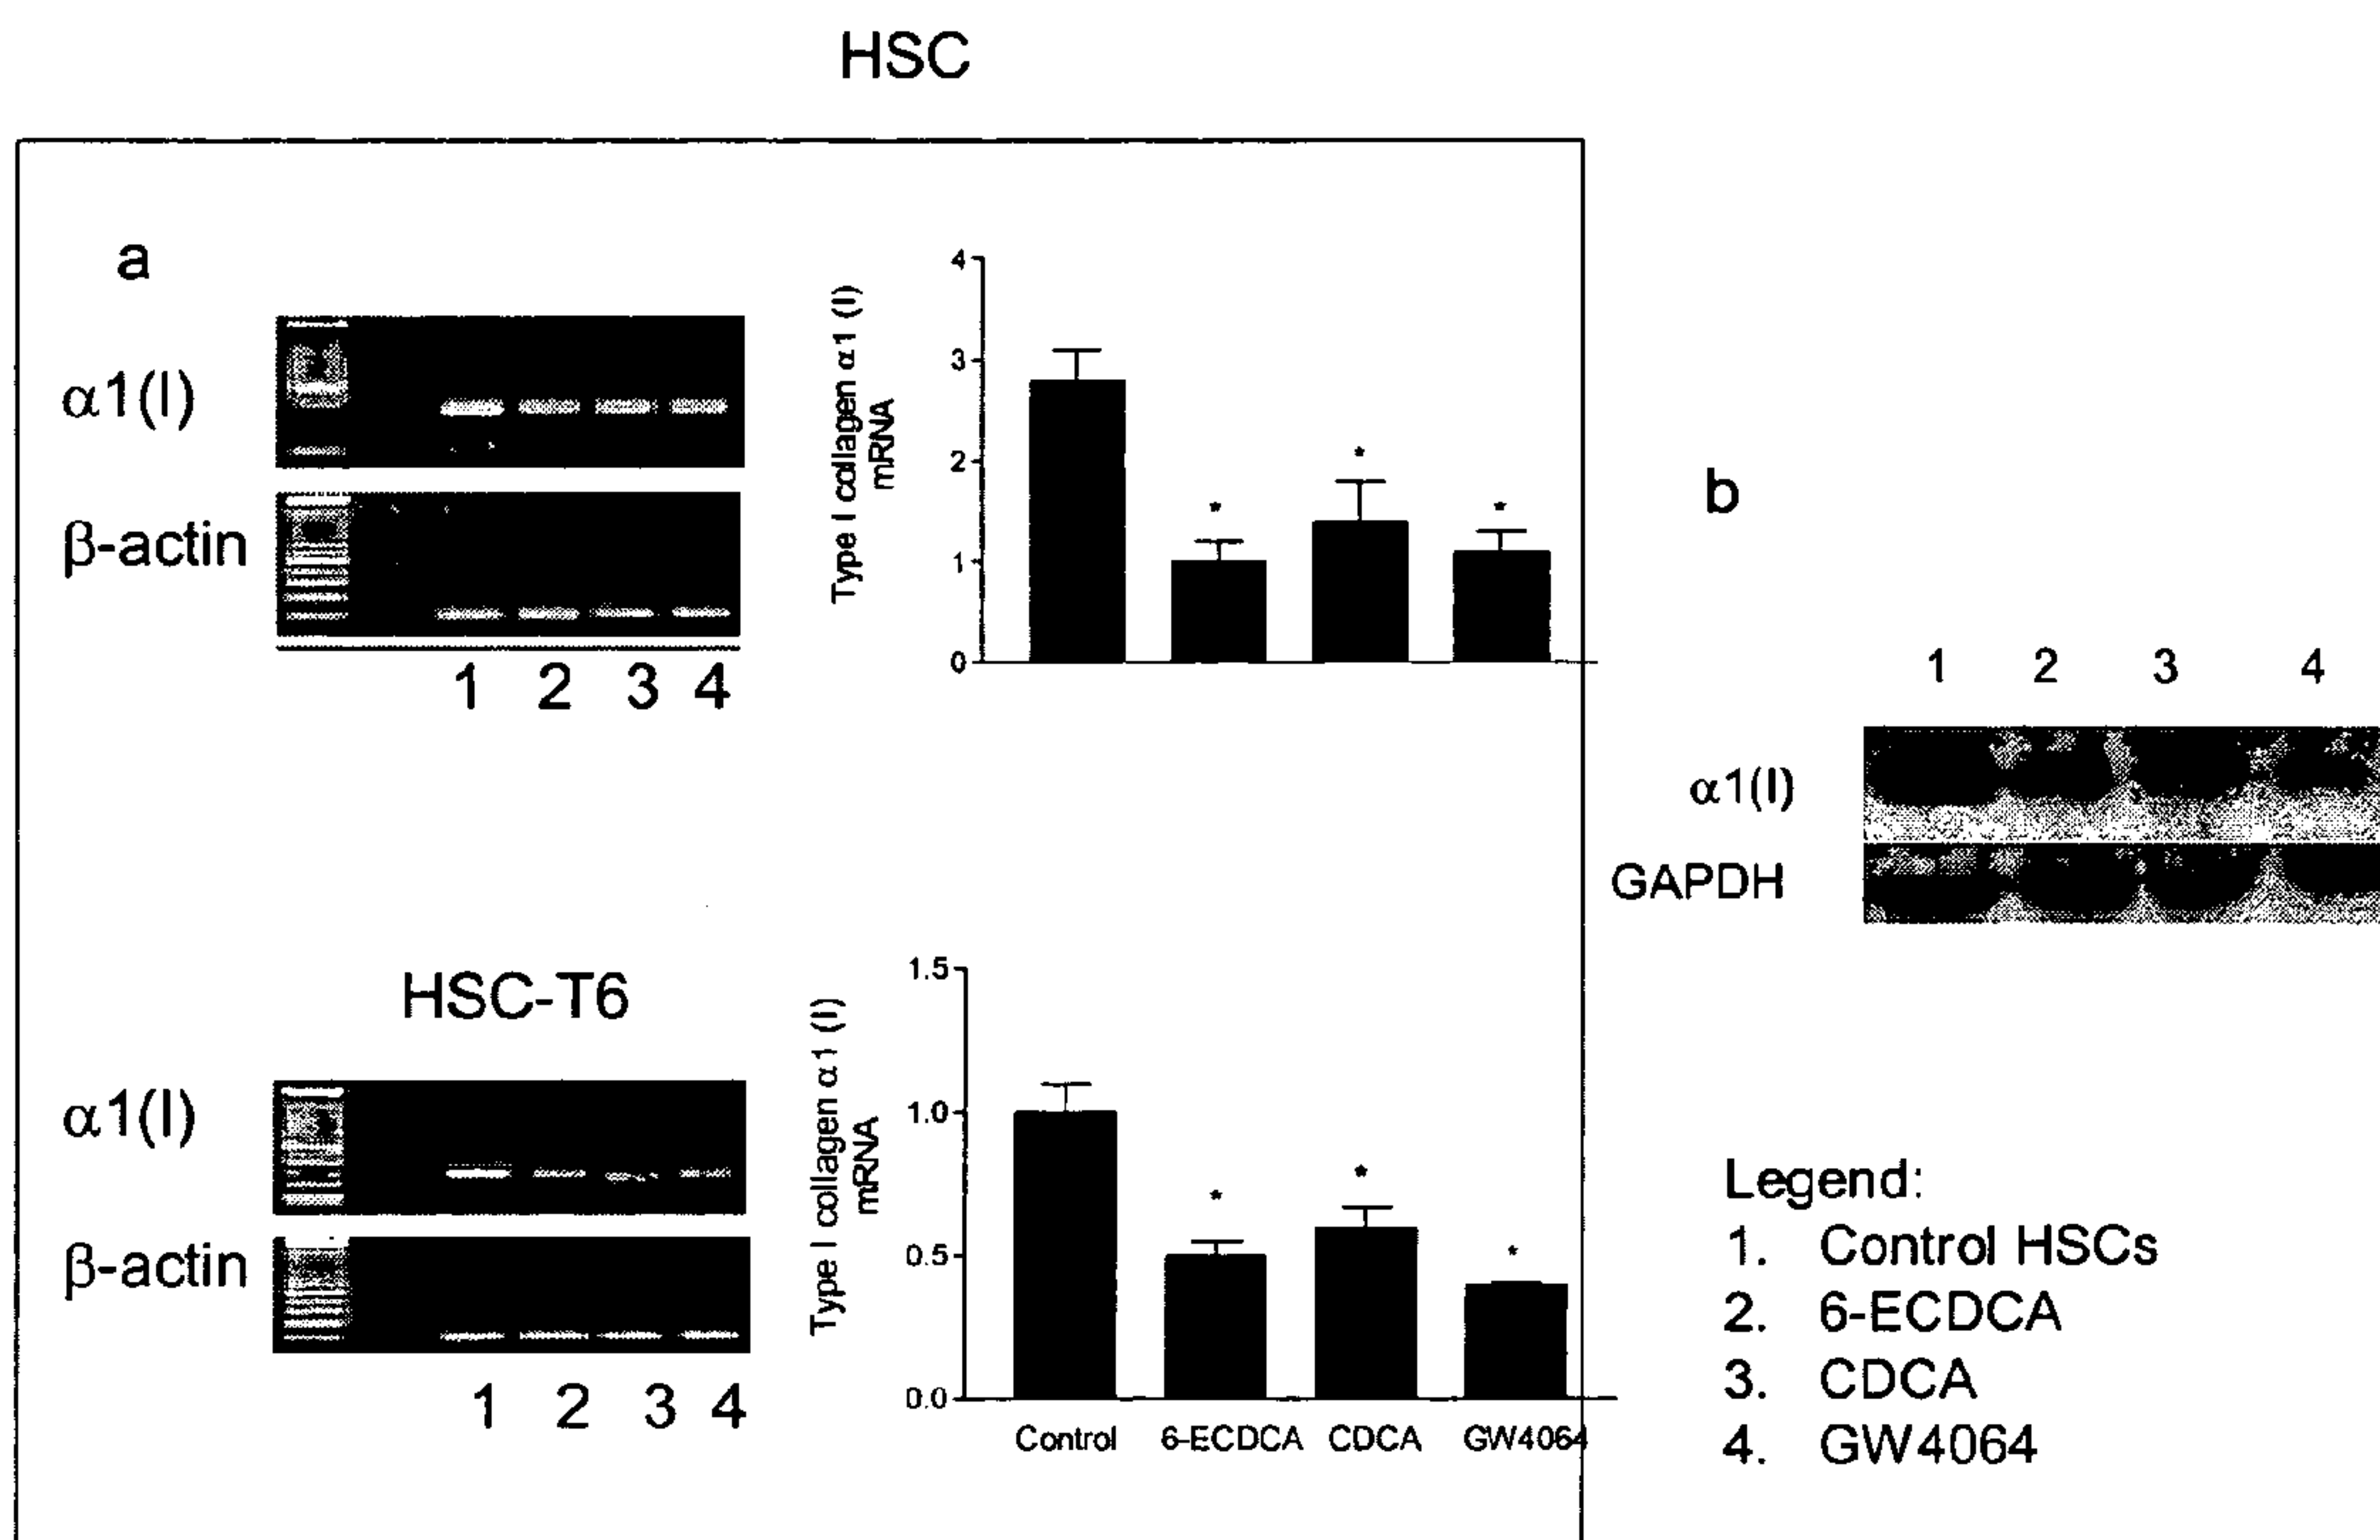 HSC
a
α1(I)
β-actin
1 2 3 4
Type I collagen α1 (I)
mRNA
4
3
2
1
0
*
*
*
b
1 2 3 4
α1(I)
GAPDH
HSC-T6
α1(I)
β-actin
1 2 3 4
Type I collagen α1 (I)
mRNA
1.5
1.0
0.5
0.0
*
*
*
Control 6-ECDCA CDCA GW4064
Legend:
1. Control HSCs
2. 6-ECDCA
3. CDCA
4. GW4064